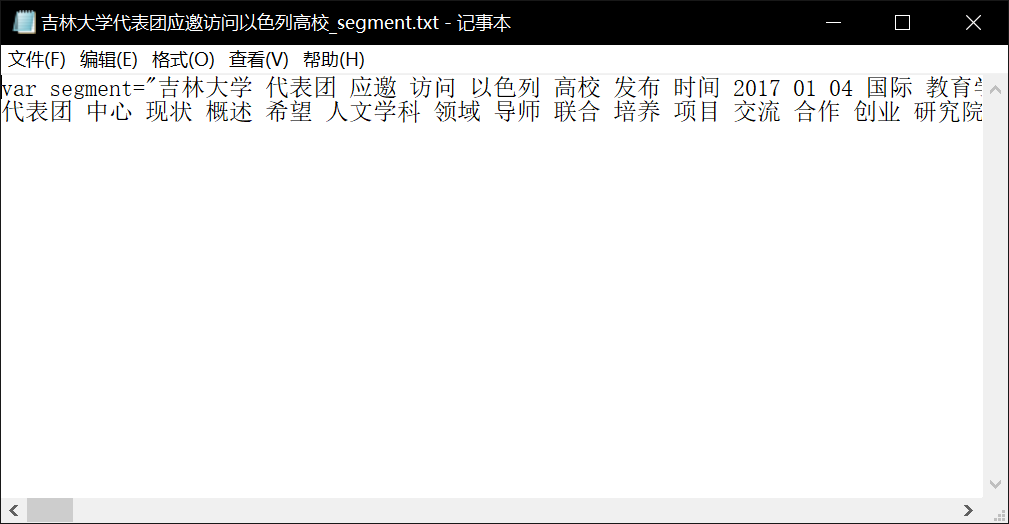 吉林大学代表团应邀访问以色列高校_segment.txt - 记事本
文件(F) 编辑(E) 格式(O) 查看(V) 帮助(H)
var segment="吉林大学 代表团 应邀 访问 以色列 高校 发布 时间 2017 01 04 国际 教育学
代表团 中心 现状 概述 希望 人文学科 领域 导师 联合 培养 项目 交流 合作 创业 研究院